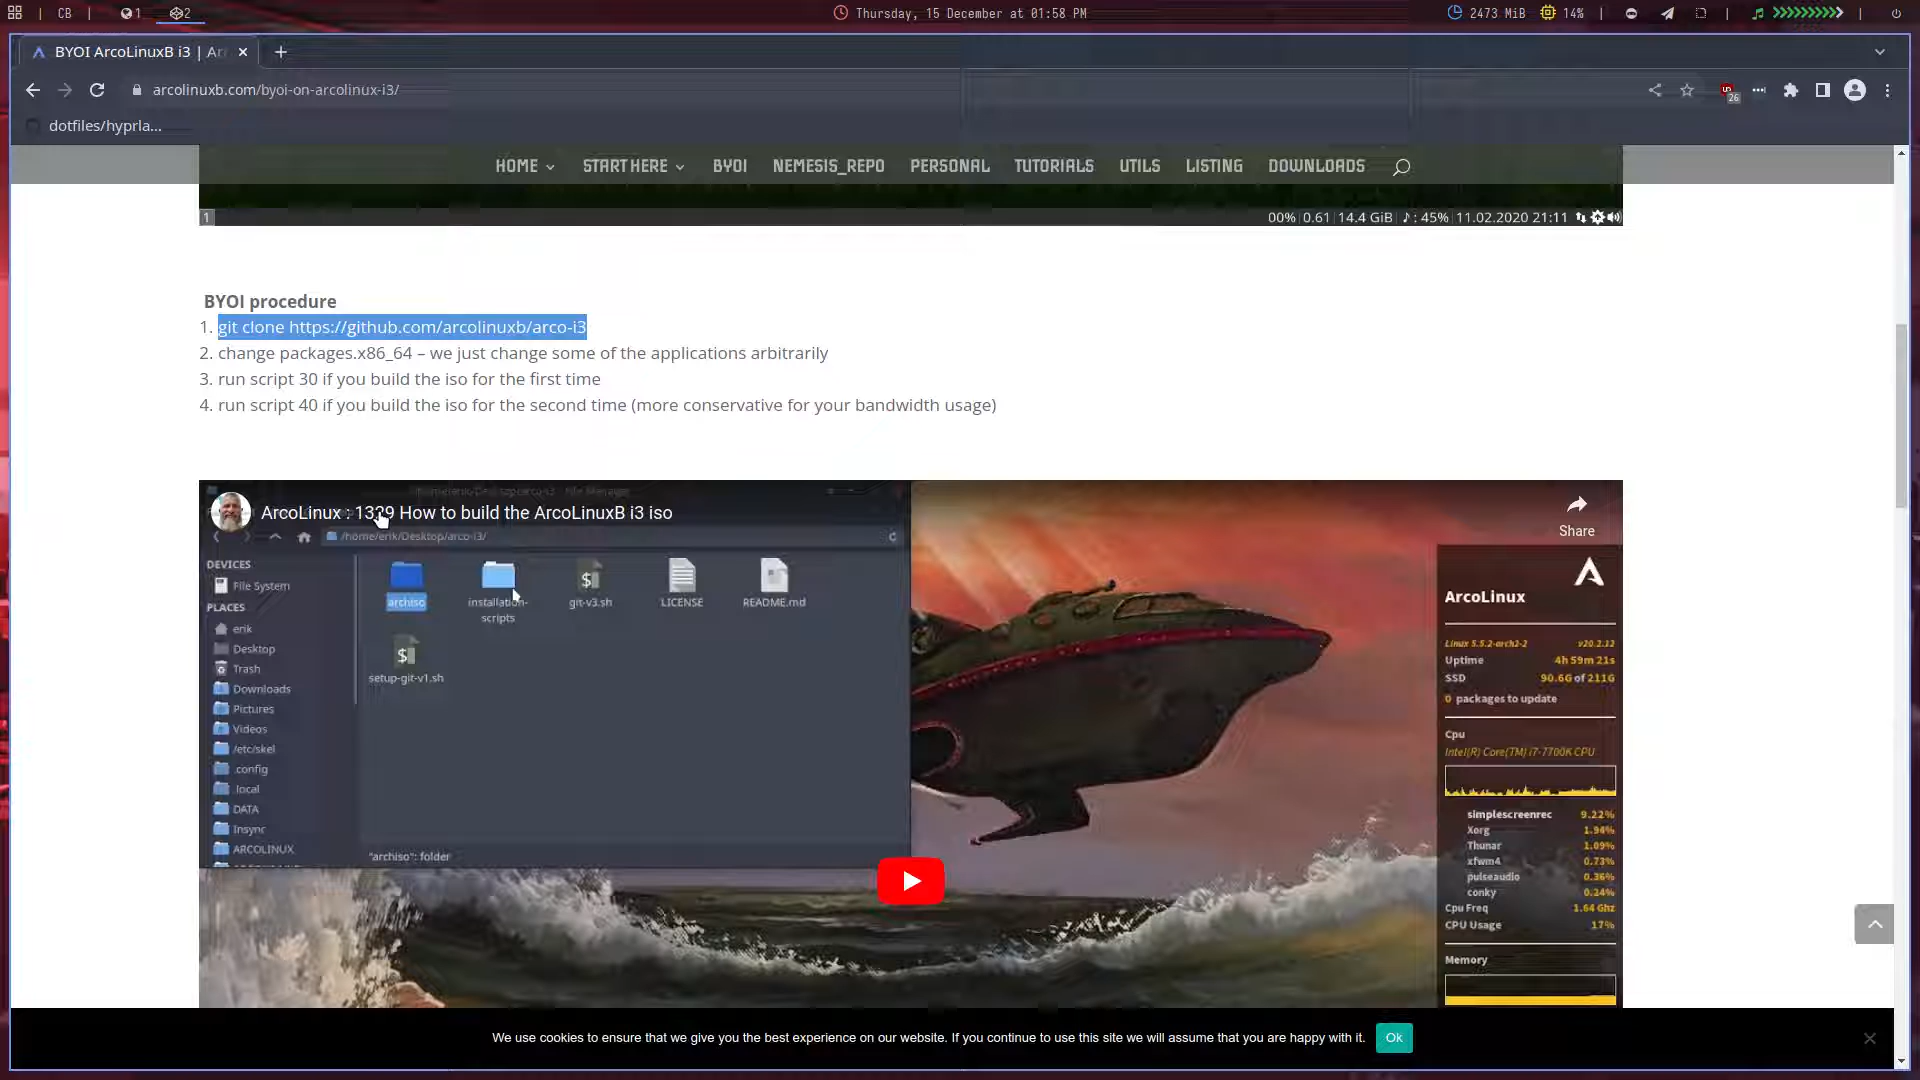 CB
1
2
Thursday, 15 December at 01:58 PM
2473 MiB
14%
BYOI ArcoLinuxB i3 | Ar
arcolinuxb.com/byoi-on-arcolinux-i3/
26
dotfiles/hyprla...
HOME START HERE BYOI NEMESIS_REPO PERSONAL TUTORIALS UTILS LISTING DOWNLOADS
1
00% 0.61 14.4 GiB ♪: 45% 11.02.2020 21:11
BYOI procedure
1. git clone https://github.com/arcolinuxb/arco-i3
2. change packages.x86_64 – we just change some of the applications arbitrarily
3. run script 30 if you build the iso for the first time
4. run script 40 if you build the iso for the second time (more conservative for your bandwidth usage)
ArcoLinux : 1329 How to build the ArcoLinuxB i3 iso
Share
/home/erik/Desktop/arco-i3/
DEVICES
File System
PLACES
erik
Desktop
Trash
Downloads
Pictures
Videos
/etc/skel
.config
.local
DATA
Insync
ARCOLINUX
archiso
installation-
scripts
git-v3.sh
LICENSE
README.md
setup-git-v1.sh
"archiso": folder
ArcoLinux
Linux 5.5.2-arch2-2 v20.2.12
Uptime 4h 59m 21s
SSD 90.6G of 211G
0 packages to update
Cpu
Intel(R) Core(TM) i7-7700K CPU
simplescreenrec 9.22%
Xorg 1.94%
Thunar 1.09%
xfwm4 0.73%
pulseaudio 0.36%
conky 0.24%
Cpu Freq 1.64 Ghz
CPU Usage 17%
Memory
We use cookies to ensure that we give you the best experience on our website. If you continue to use this site we will assume that you are happy with it.
Ok